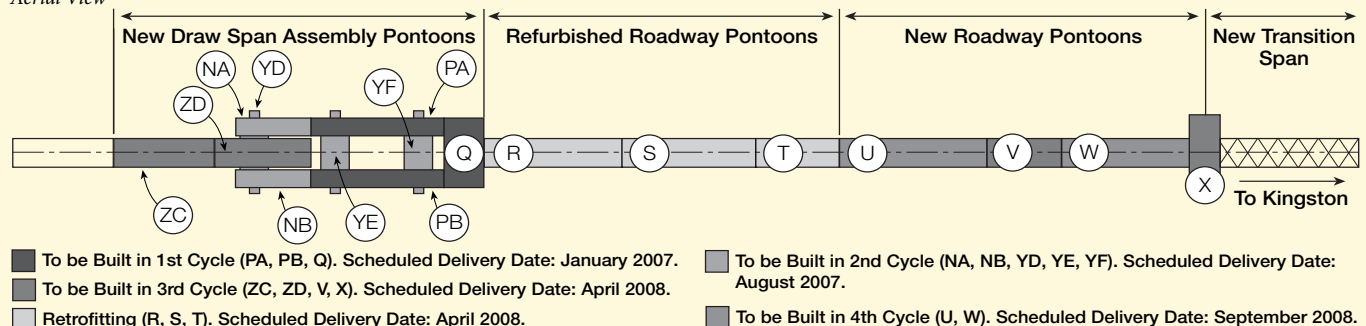 Aerial View
New Draw Span Assembly Pontoons
Refurbished Roadway Pontoons
New Roadway Pontoons
New Transition
Span
NA
YD
PA
YF
ZD
Q
R
S
T
U
V
W
X
To Kingston
ZC
NB
YE
PB
To be Built in 1st Cycle (PA, PB, Q). Scheduled Delivery Date: January 2007.
To be Built in 3rd Cycle (ZC, ZD, V, X). Scheduled Delivery Date: April 2008.
Retrofitting (R, S, T). Scheduled Delivery Date: April 2008.
To be Built in 2nd Cycle (NA, NB, YD, YE, YF). Scheduled Delivery Date:
August 2007.
To be Built in 4th Cycle (U, W). Scheduled Delivery Date: September 2008.